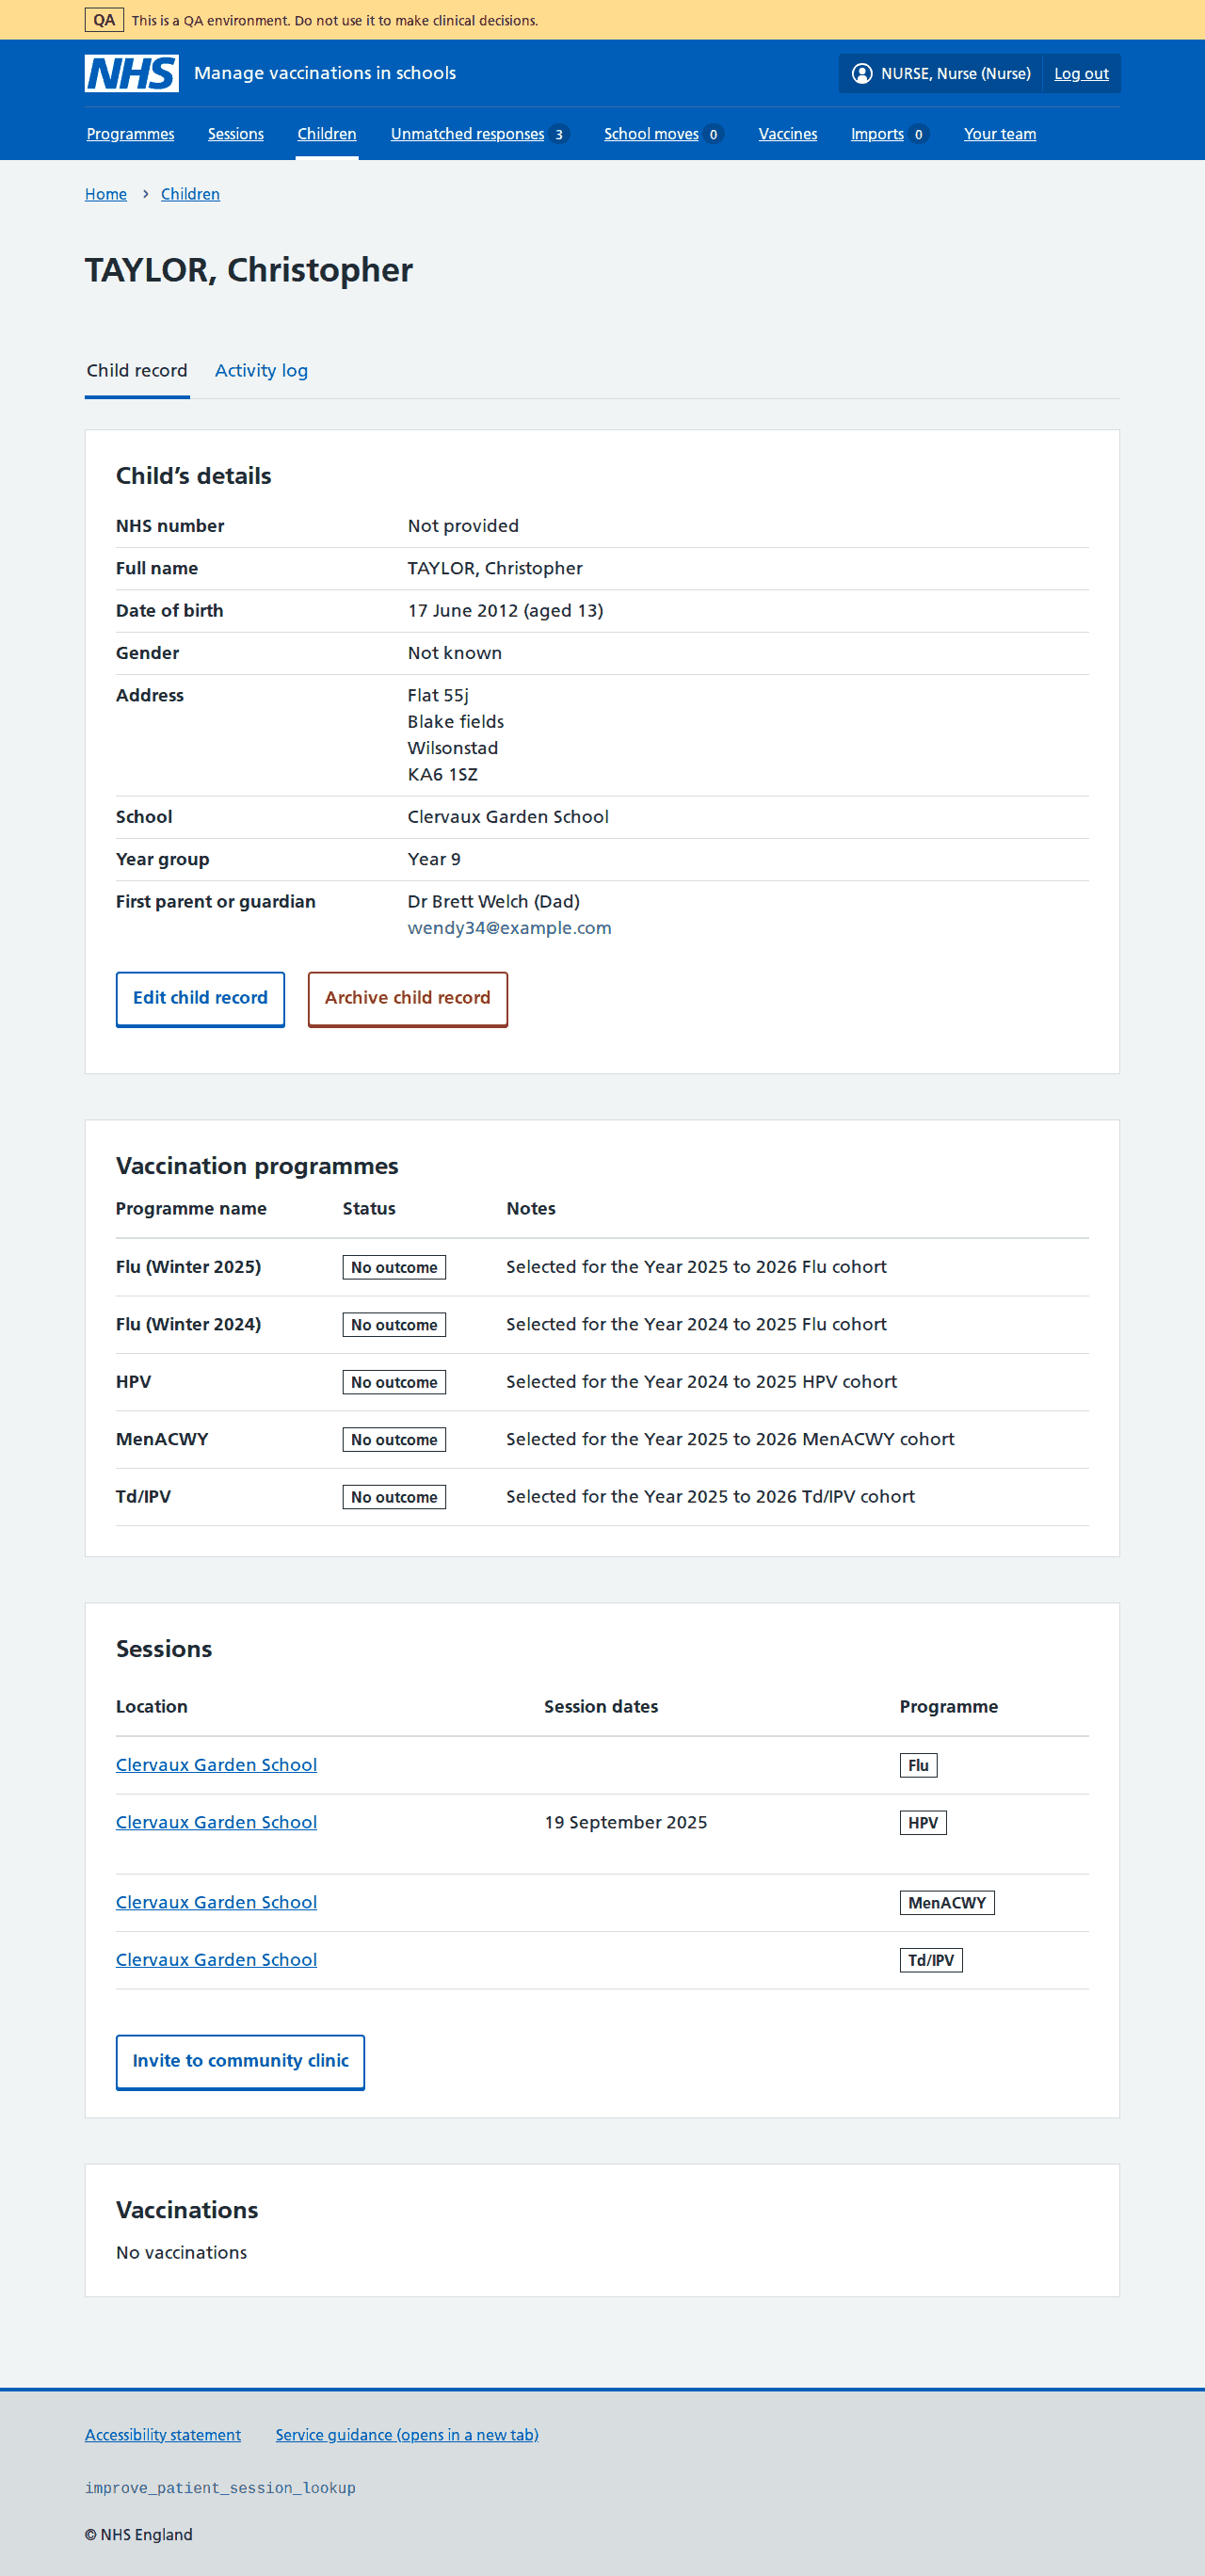 QA This is a QA environment. Do not use it to make clinical decisions.
NHS Manage vaccinations in schools NURSE, Nurse (Nurse) Log out
Programmes Sessions Children Unmatched responses 3 School moves 0 Vaccines Imports 0 Your team
Home › Children
TAYLOR, Christopher
Child record Activity log
Child’s details
NHS number Not provided
Full name TAYLOR, Christopher
Date of birth 17 June 2012 (aged 13)
Gender Not known
Address Flat 55j
Blake fields
Wilsonstad
KA6 1SZ
School Clervaux Garden School
Year group Year 9
First parent or guardian Dr Brett Welch (Dad)
wendy34@example.com
Edit child record Archive child record
Vaccination programmes
Programme name Status Notes
Flu (Winter 2025) No outcome Selected for the Year 2025 to 2026 Flu cohort
Flu (Winter 2024) No outcome Selected for the Year 2024 to 2025 Flu cohort
HPV No outcome Selected for the Year 2024 to 2025 HPV cohort
MenACWY No outcome Selected for the Year 2025 to 2026 MenACWY cohort
Td/IPV No outcome Selected for the Year 2025 to 2026 Td/IPV cohort
Sessions
Location Session dates Programme
Clervaux Garden School Flu
Clervaux Garden School 19 September 2025 HPV
Clervaux Garden School MenACWY
Clervaux Garden School Td/IPV
Invite to community clinic
Vaccinations
No vaccinations
Accessibility statement Service guidance (opens in a new tab)
improve_patient_session_lookup
© NHS England